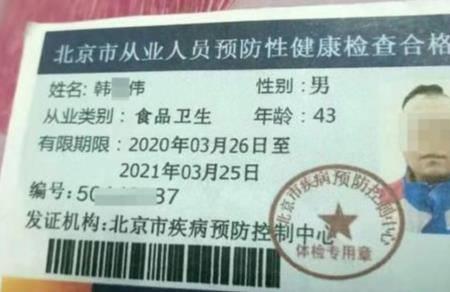 北京市从业人员预防性健康检查合格
姓名: 韩 伟
性别: 男
从业类别: 食品卫生
年龄: 43
有限期限: 2020年03月26日至
2021年03月25日
编号: 50 37
发证机构: 北京市疾病预防控制中心
北京市疾病预防控制中心
体检专用章